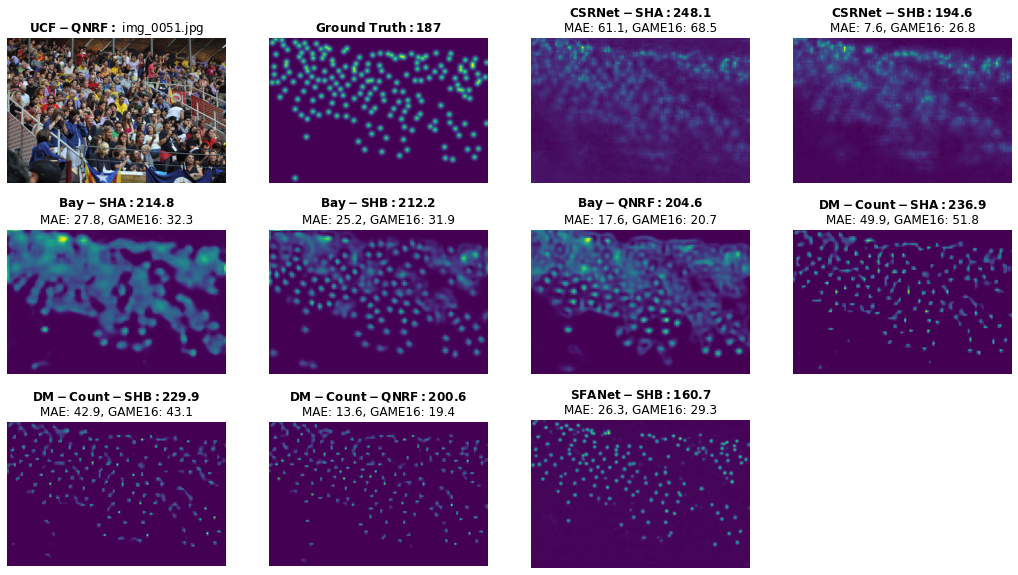 UCF − QNRF : img_0051.jpg
Ground Truth : 187
CSRNet − SHA : 248.1
MAE: 61.1, GAME16: 68.5
CSRNet − SHB : 194.6
MAE: 7.6, GAME16: 26.8
Bay − SHA : 214.8
MAE: 27.8, GAME16: 32.3
Bay − SHB : 212.2
MAE: 25.2, GAME16: 31.9
Bay − QNRF : 204.6
MAE: 17.6, GAME16: 20.7
DM − Count − SHA : 236.9
MAE: 49.9, GAME16: 51.8
DM − Count − SHB : 229.9
MAE: 42.9, GAME16: 43.1
DM − Count − QNRF : 200.6
MAE: 13.6, GAME16: 19.4
SFANet − SHB : 160.7
MAE: 26.3, GAME16: 29.3